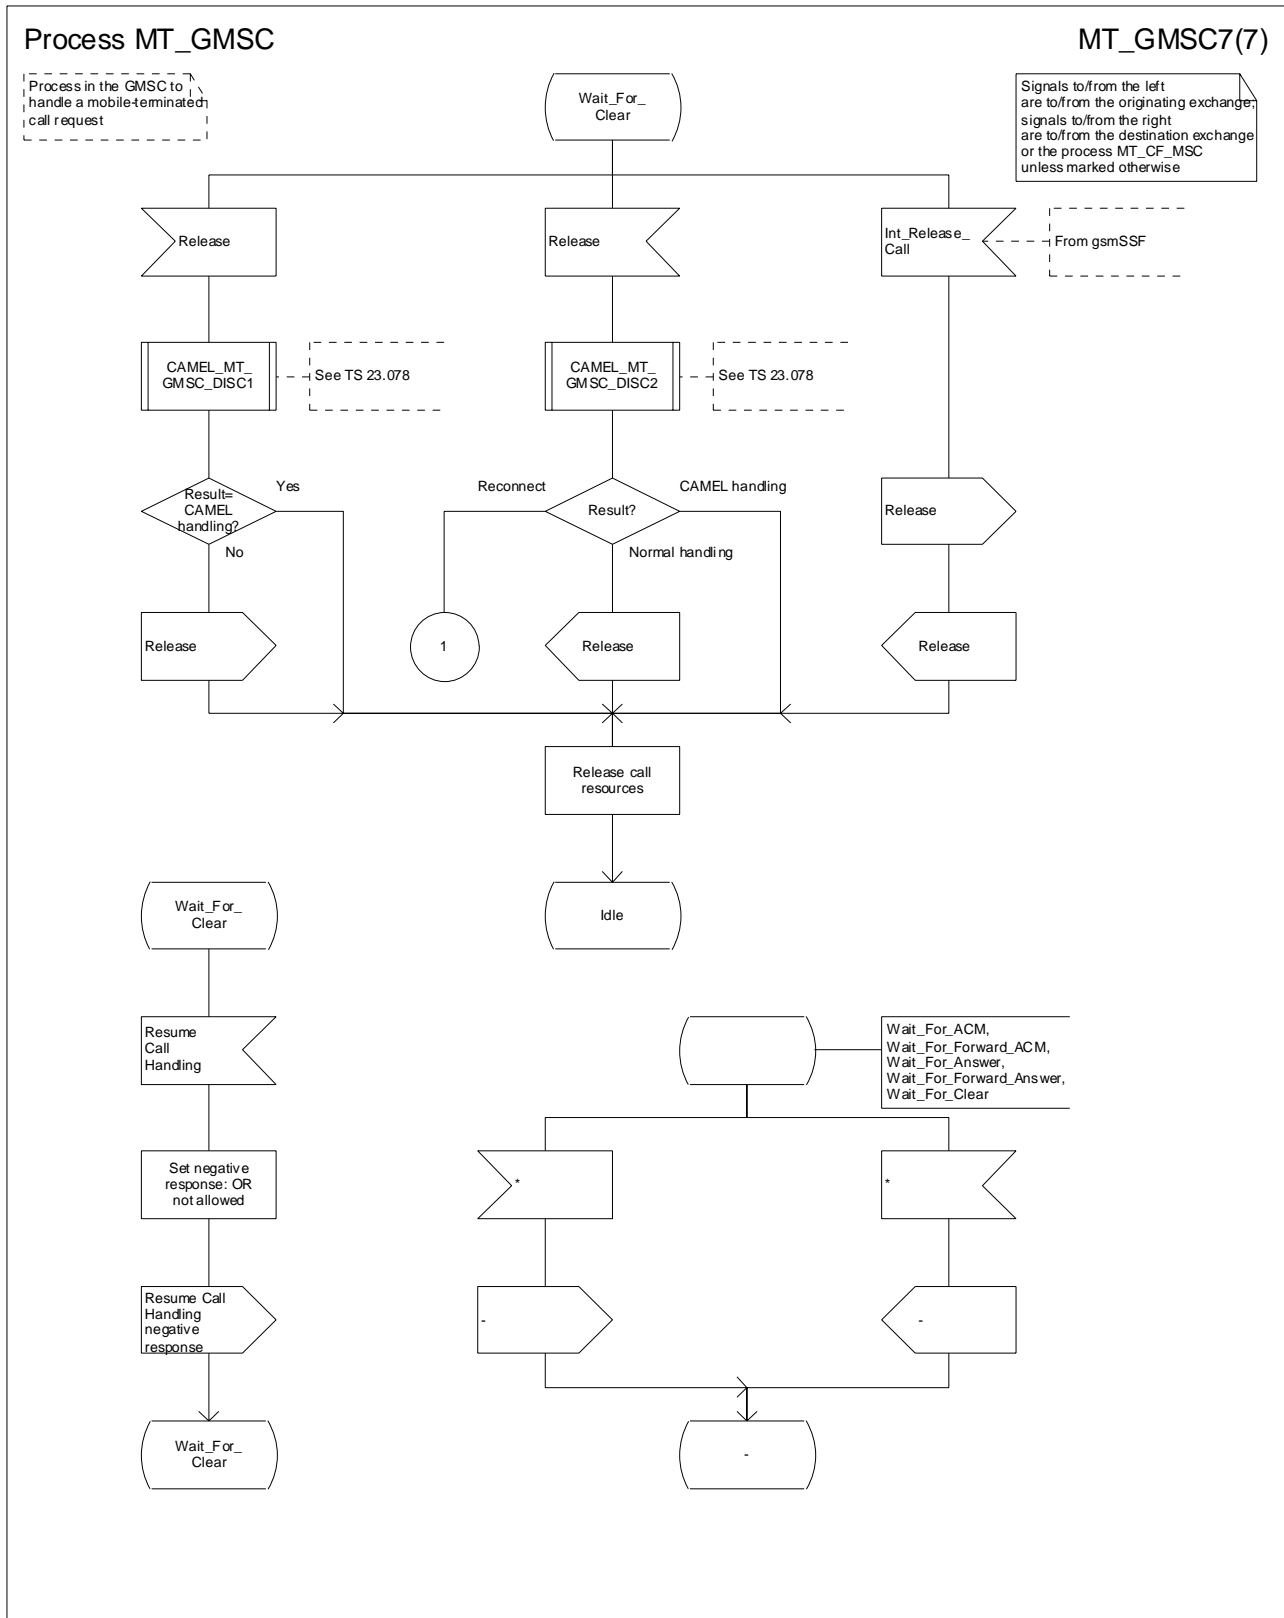 Process MT_GMSC
MT_GMSC7(7)
Process in the GMSC to
handle a mobile-terminated
call request
Wait_For_
Clear
Signals to/from the left
are to/from the originating exchange;
signals to/from the right
are to/from the destination exchange
or the process MT_CF_MSC
unless marked otherwise
Release
Release
Int_Release_
Call
From gsmSSF
CAMEL_MT_
GMSC_DISC1
See TS 23.078
CAMEL_MT_
GMSC_DISC2
See TS 23.078
Result=
CAMEL
handling?
Yes
No
Reconnect
Result?
CAMEL handling
Normal handling
Release
Release
1
Release
Release
Release call
resources
Idle
Wait_For_
Clear
Resume
Call
Handling
Set negative
response: OR
not allowed
Resume Call
Handling
negative
response
Wait_For_
Clear
Wait_For_ACM,
Wait_For_Forward_ACM,
Wait_For_Answer,
Wait_For_Forward_Answer,
Wait_For_Clear
*
*
-
-
-